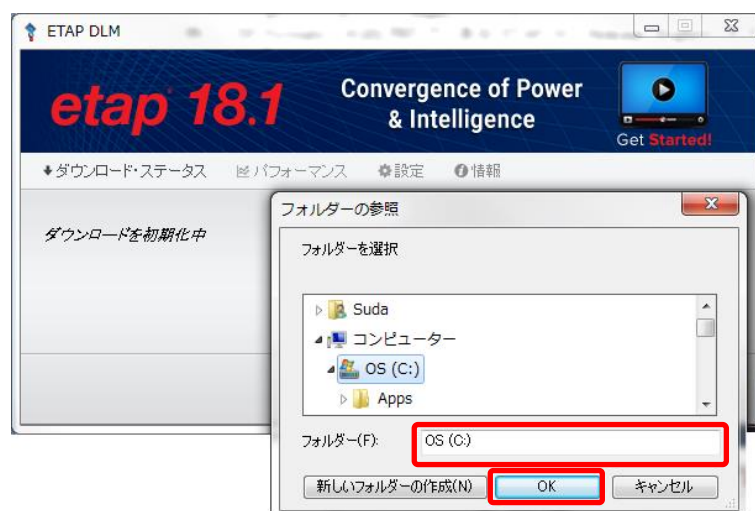 ETAP DLM
etap 18.1
Convergence of Power
& Intelligence
Get Started!
ダウンロード・ステータス パフォーマンス 設定 情報
ダウンロードを初期化中
フォルダーの参照
フォルダーを選択
Suda
コンピューター
OS (C:)
Apps
フォルダー(F): OS (C:)
新しいフォルダーの作成(N) OK キャンセル